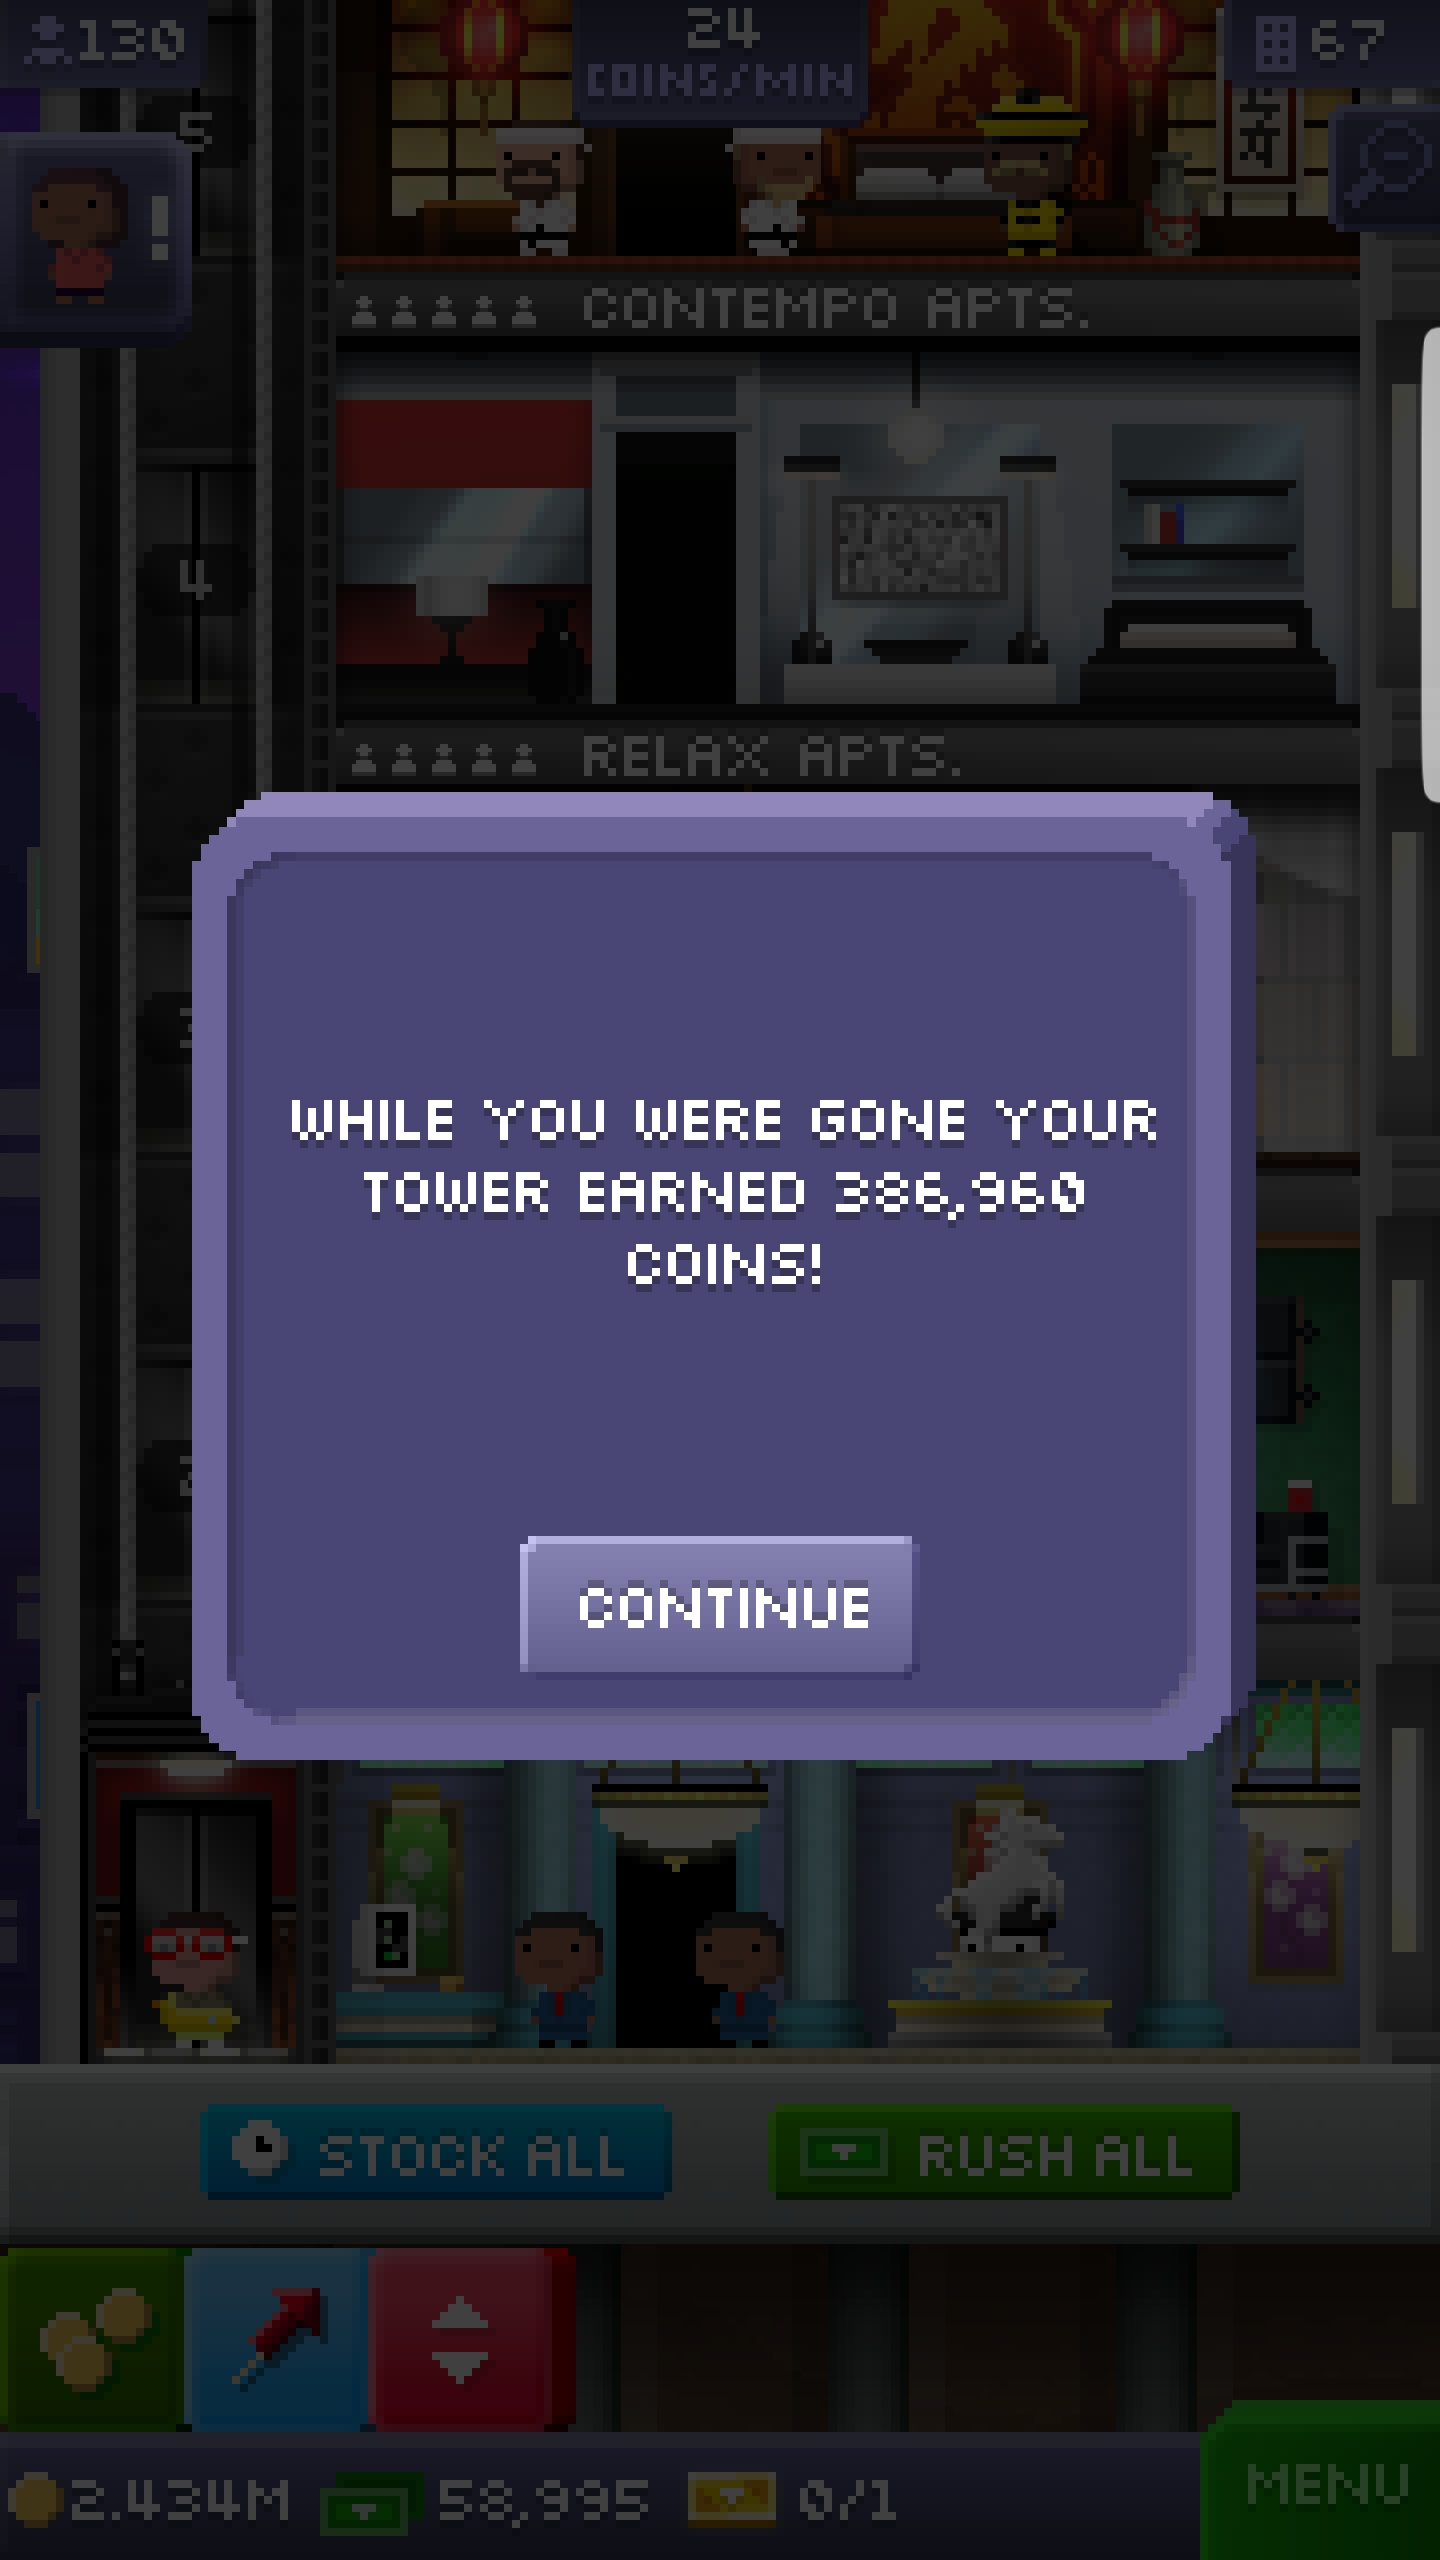 130
24
COINS/MIN
67
5
!
CONTEMPO APTS.
4
RELAX APTS.
WHILE YOU WERE GONE YOUR
TOWER EARNED 386,960
COINS!
CONTINUE
STOCK ALL
RUSH ALL
2.434M
58,995
0/1
MENU